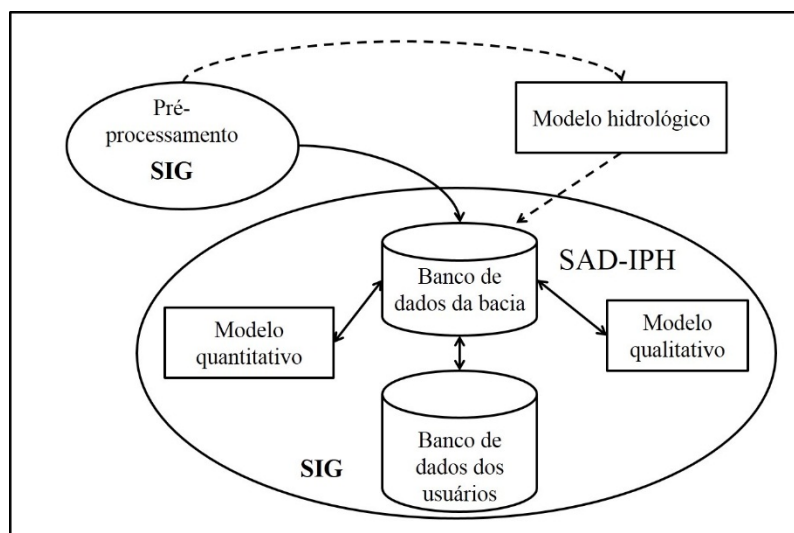 Pré-
processamento
SIG
Modelo hidrológico
SAD-IPH
Banco de
dados da bacia
Modelo
quantitativo
Modelo
qualitativo
Banco de
dados dos
usuários
SIG